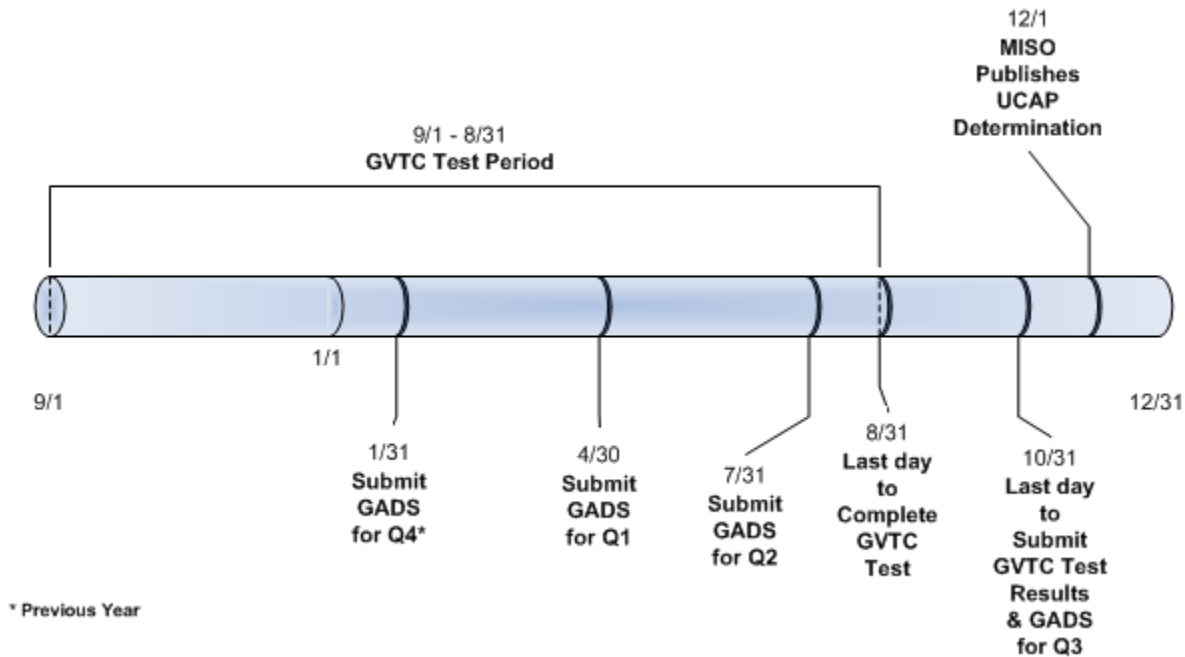 12/1
MISO
Publishes
UCAP
Determination
9/1 - 8/31
GVTC Test Period
1/1
9/1
12/31
1/31
Submit
GADS
for Q4*
4/30
Submit
GADS
for Q1
7/31
Submit
GADS
for Q2
8/31
Last day
to
Complete
GVTC
Test
10/31
Last day
to
Submit
GVTC Test
Results
& GADS
for Q3
* Previous Year